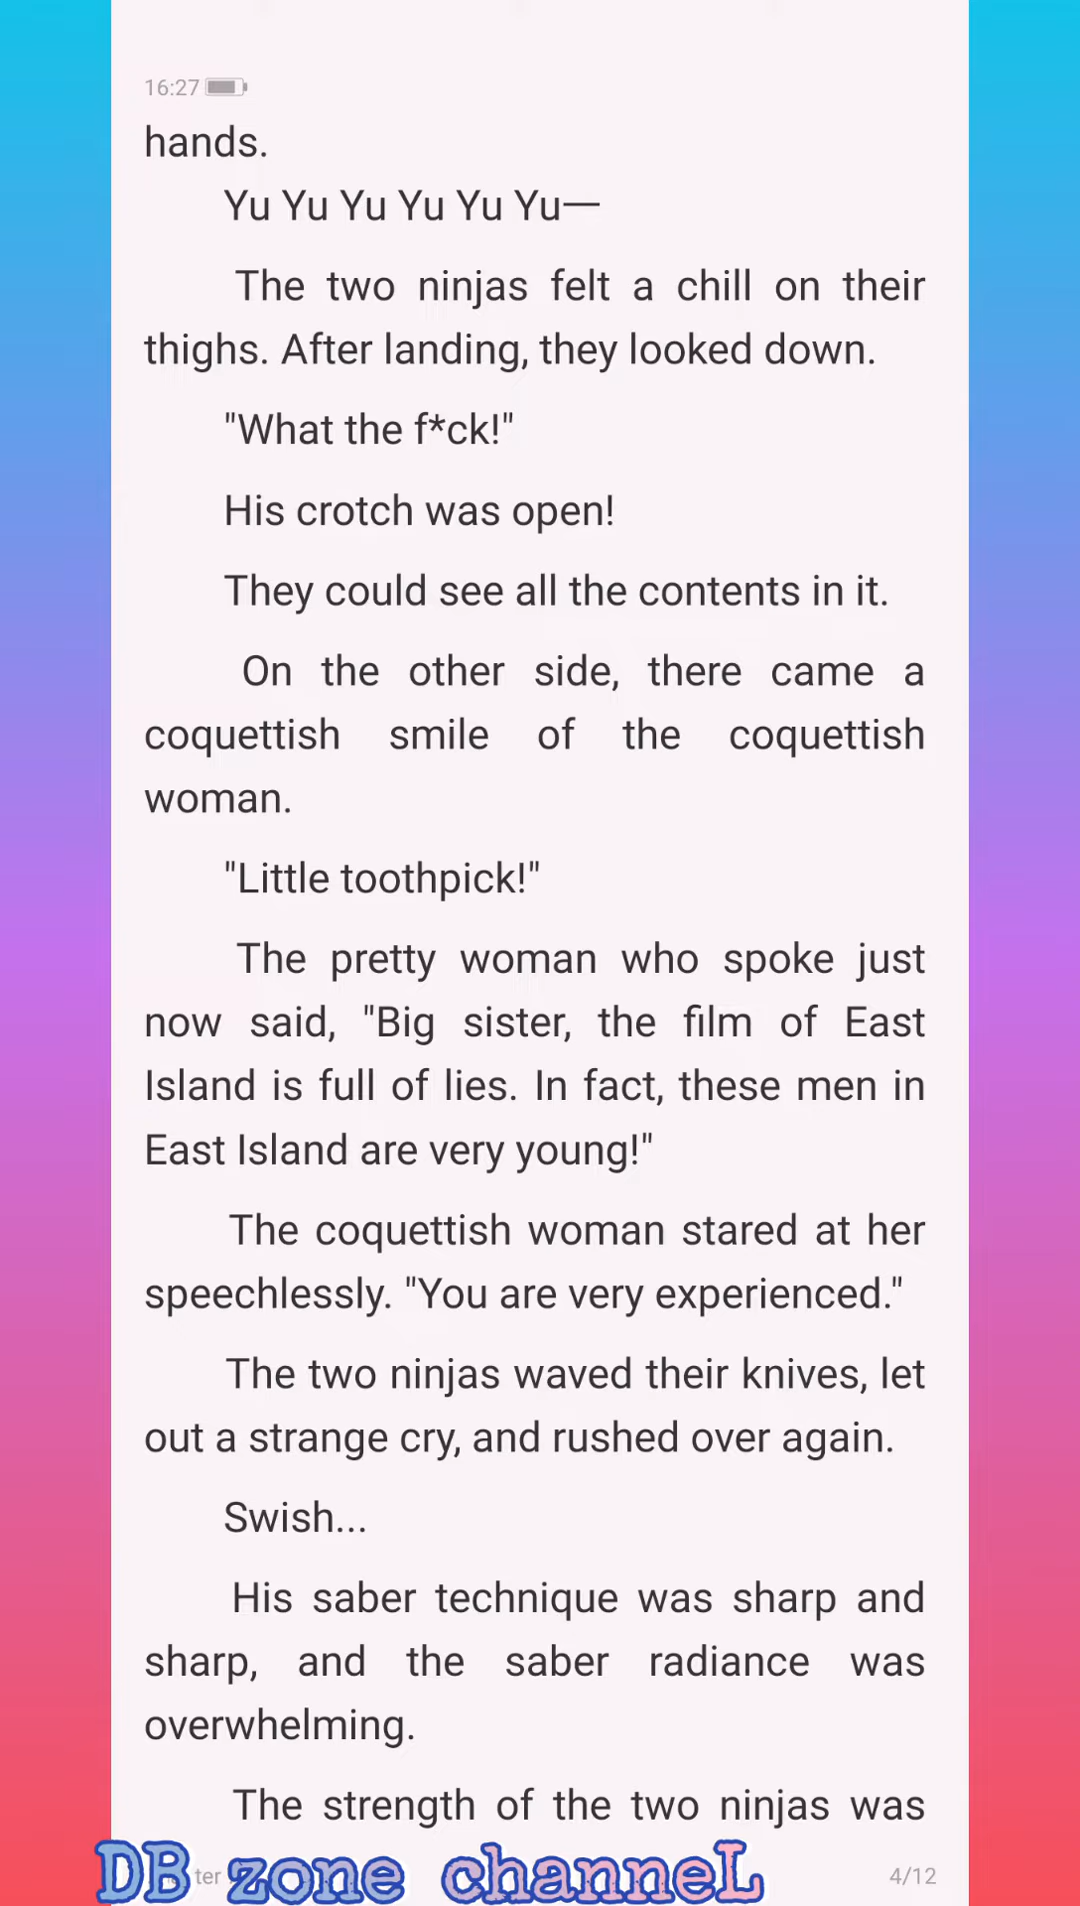 16:27
hands.
Yu Yu Yu Yu Yu Yu—
The two ninjas felt a chill on their
thighs. After landing, they looked down.
"What the f*ck!"
His crotch was open!
They could see all the contents in it.
On the other side, there came a
coquettish smile of the coquettish
woman.
"Little toothpick!"
The pretty woman who spoke just
now said, "Big sister, the film of East
Island is full of lies. In fact, these men in
East Island are very young!"
The coquettish woman stared at her
speechlessly. "You are very experienced."
The two ninjas waved their knives, let
out a strange cry, and rushed over again.
Swish...
His saber technique was sharp and
sharp, and the saber radiance was
overwhelming.
The strength of the two ninjas was
DB zone channeL
4/12